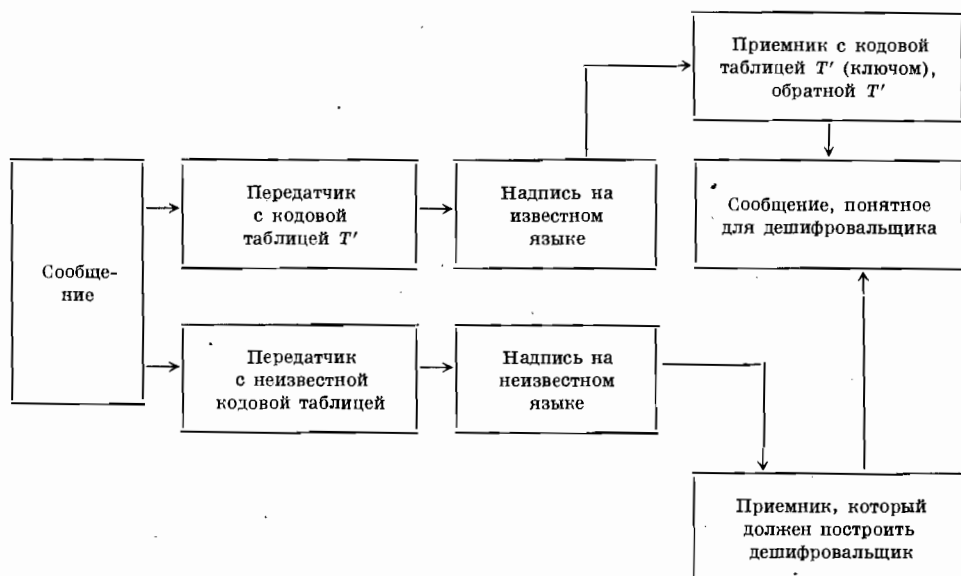 Приемник с кодовой
таблицей T′ (ключом),
обратной T′
Передатчик
с кодовой
таблицей T′
Надпись на
известном
языке
Сообщение, понятное
для дешифровальщика
Сообще-
ние
Передатчик
с неизвестной
кодовой таблицей
Надпись на
неизвестном
языке
Приемник, который
должен построить
дешифровальщик